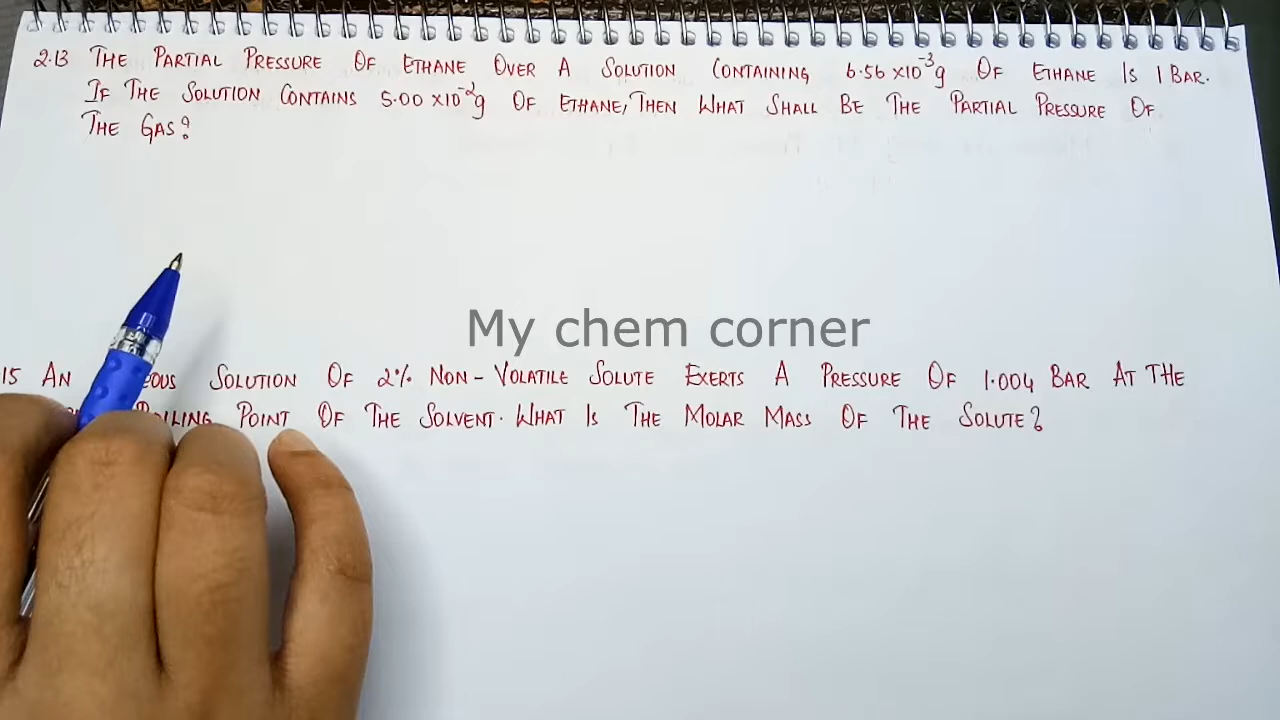 2.13 THE PARTIAL PRESSURE OF ETHANE OVER A SOLUTION CONTAINING 6.56 ×10⁻³g OF ETHANE IS 1 BAR.
IF THE SOLUTION CONTAINS 5.00 ×10⁻²g OF ETHANE, THEN WHAT SHALL BE THE PARTIAL PRESSURE OF
THE GAS?
My chem corner
15 AN SOLUTION OF 2% NON-VOLATILE SOLUTE EXERTS A PRESSURE OF 1.004 BAR AT THE
POINT OF THE SOLVENT. WHAT IS THE MOLAR MASS OF THE SOLUTE?